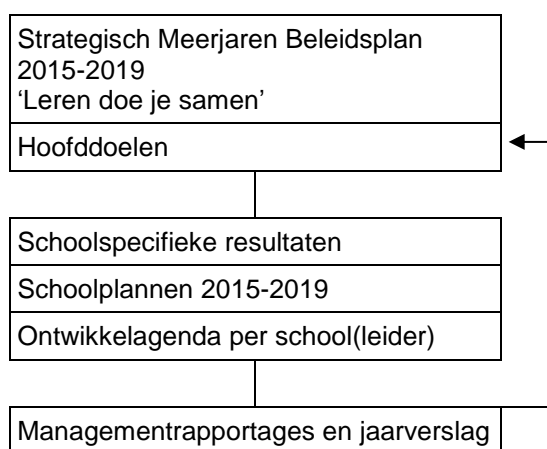 Strategisch Meerjaren Beleidsplan
2015-2019
‘Leren doe je samen’
Hoofddoelen
Schoolspecifieke resultaten
Schoolplannen 2015-2019
Ontwikkelagenda per school(leider)
Managementrapportages en jaarverslag